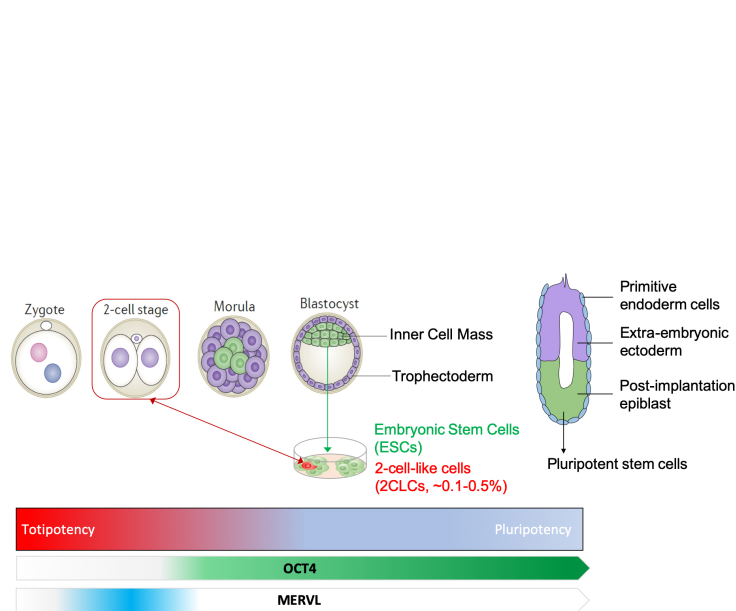 Zygote
2-cell stage
Morula
Blastocyst
Inner Cell Mass
Trophectoderm
Embryonic Stem Cells
(ESCs)
2-cell-like cells
(2CLCs, ~0.1-0.5%)
Primitive
endoderm cells
Extra-embryonic
ectoderm
Post-implantation
epiblast
Pluripotent stem cells
Totipotency
Pluripotency
OCT4
MERVL